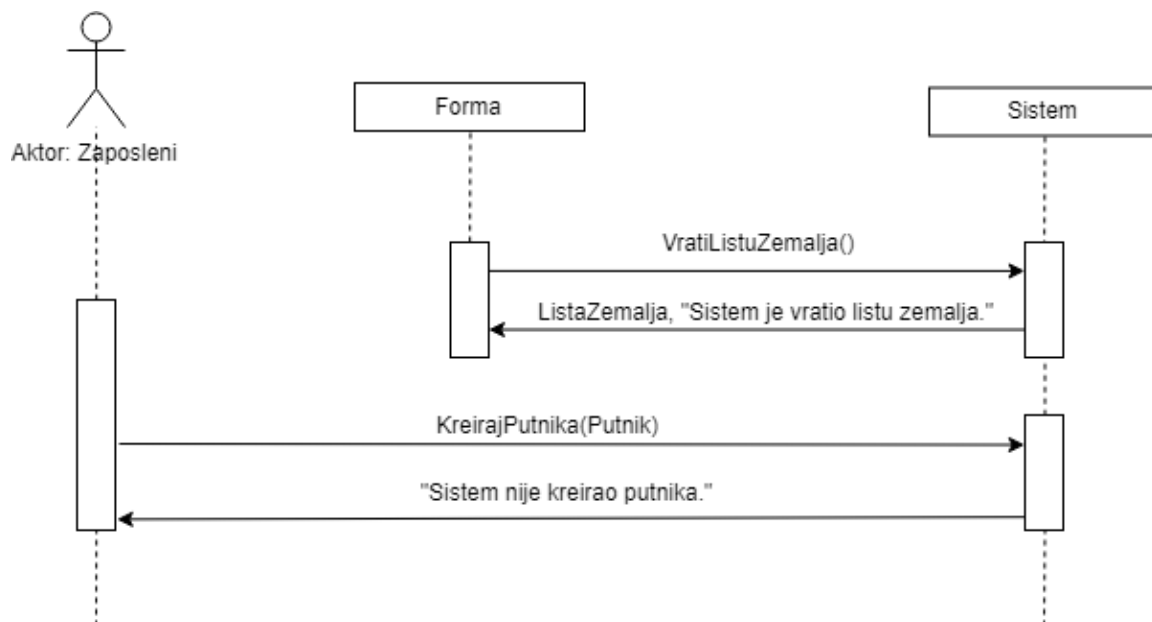 Forma
Sistem
Aktor: Zaposleni
VratiListuZemalja()
ListaZemalja, "Sistem je vratio listu zemalja."
KreirajPutnika(Putnik)
"Sistem nije kreirao putnika."